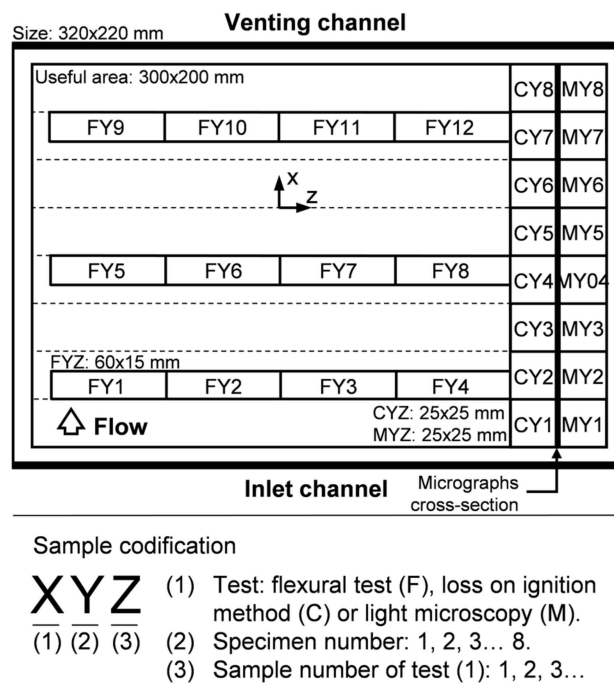 Size: 320x220 mm
Venting channel
Useful area: 300x200 mm
CY8 MY8
FY9 FY10 FY11 FY12
CY7 MY7
X
CY6 MY6
Z
CY5 MY5
FY5 FY6 FY7 FY8
CY4 MY04
CY3 MY3
FYZ: 60x15 mm
FY1 FY2 FY3 FY4
CY2 MY2
CYZ: 25x25 mm
Flow
MYZ: 25x25 mm
CY1 MY1
Inlet channel
Micrographs
cross-section
Sample codification
XYZ
(1) (2) (3)
(1) Test: flexural test (F), loss on ignition
method (C) or light microscopy (M).
(2) Specimen number: 1, 2, 3... 8.
(3) Sample number of test (1): 1, 2, 3...